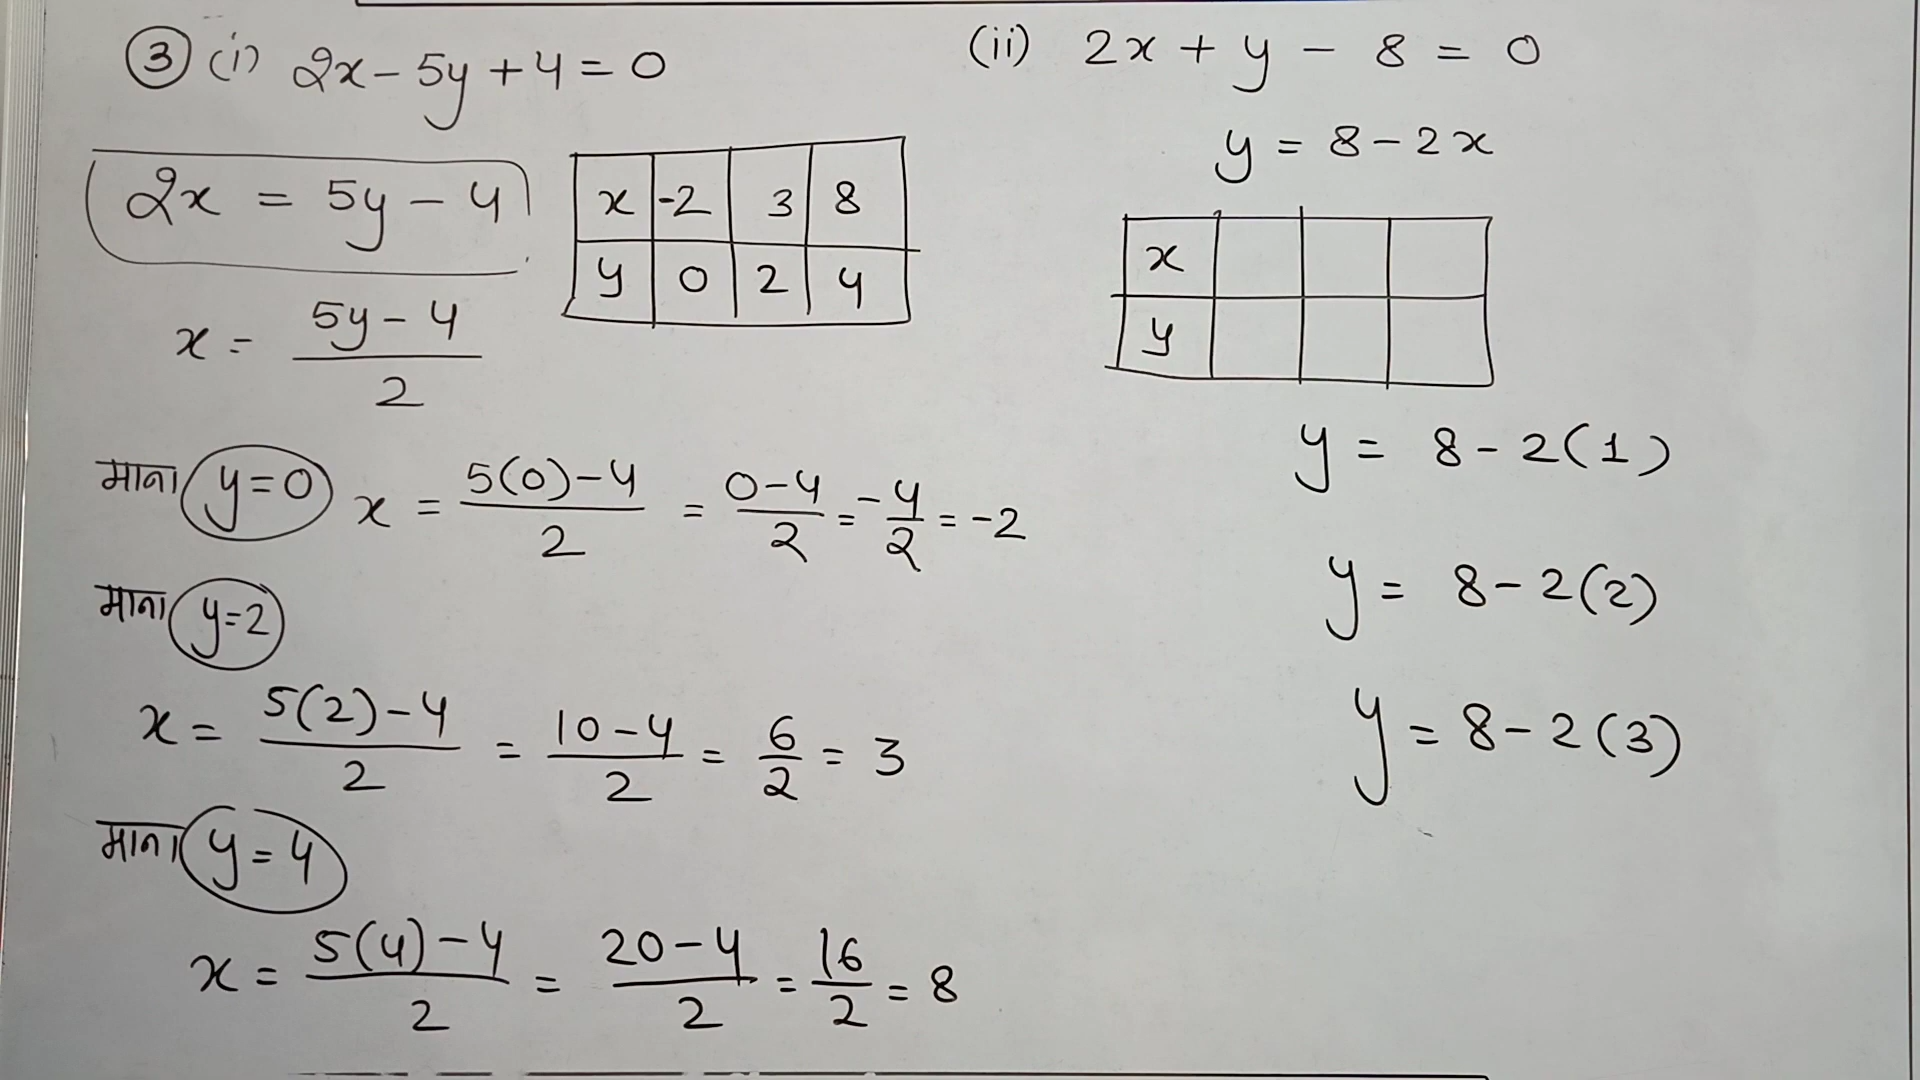 ③ (i) 2x - 5y + 4 = 0
2x = 5y - 4
x | -2 | 3 | 8
y | 0 | 2 | 4
x = (5y - 4)/2
माना y = 0 x = (5(0) - 4)/2 = (0 - 4)/2 = -4/2 = -2
माना y = 2
x = (5(2) - 4)/2 = (10 - 4)/2 = 6/2 = 3
माना y = 4
x = (5(4) - 4)/2 = (20 - 4)/2 = 16/2 = 8
(ii) 2x + y - 8 = 0
y = 8 - 2x
x
y
y = 8 - 2(1)
y = 8 - 2(2)
y = 8 - 2(3)